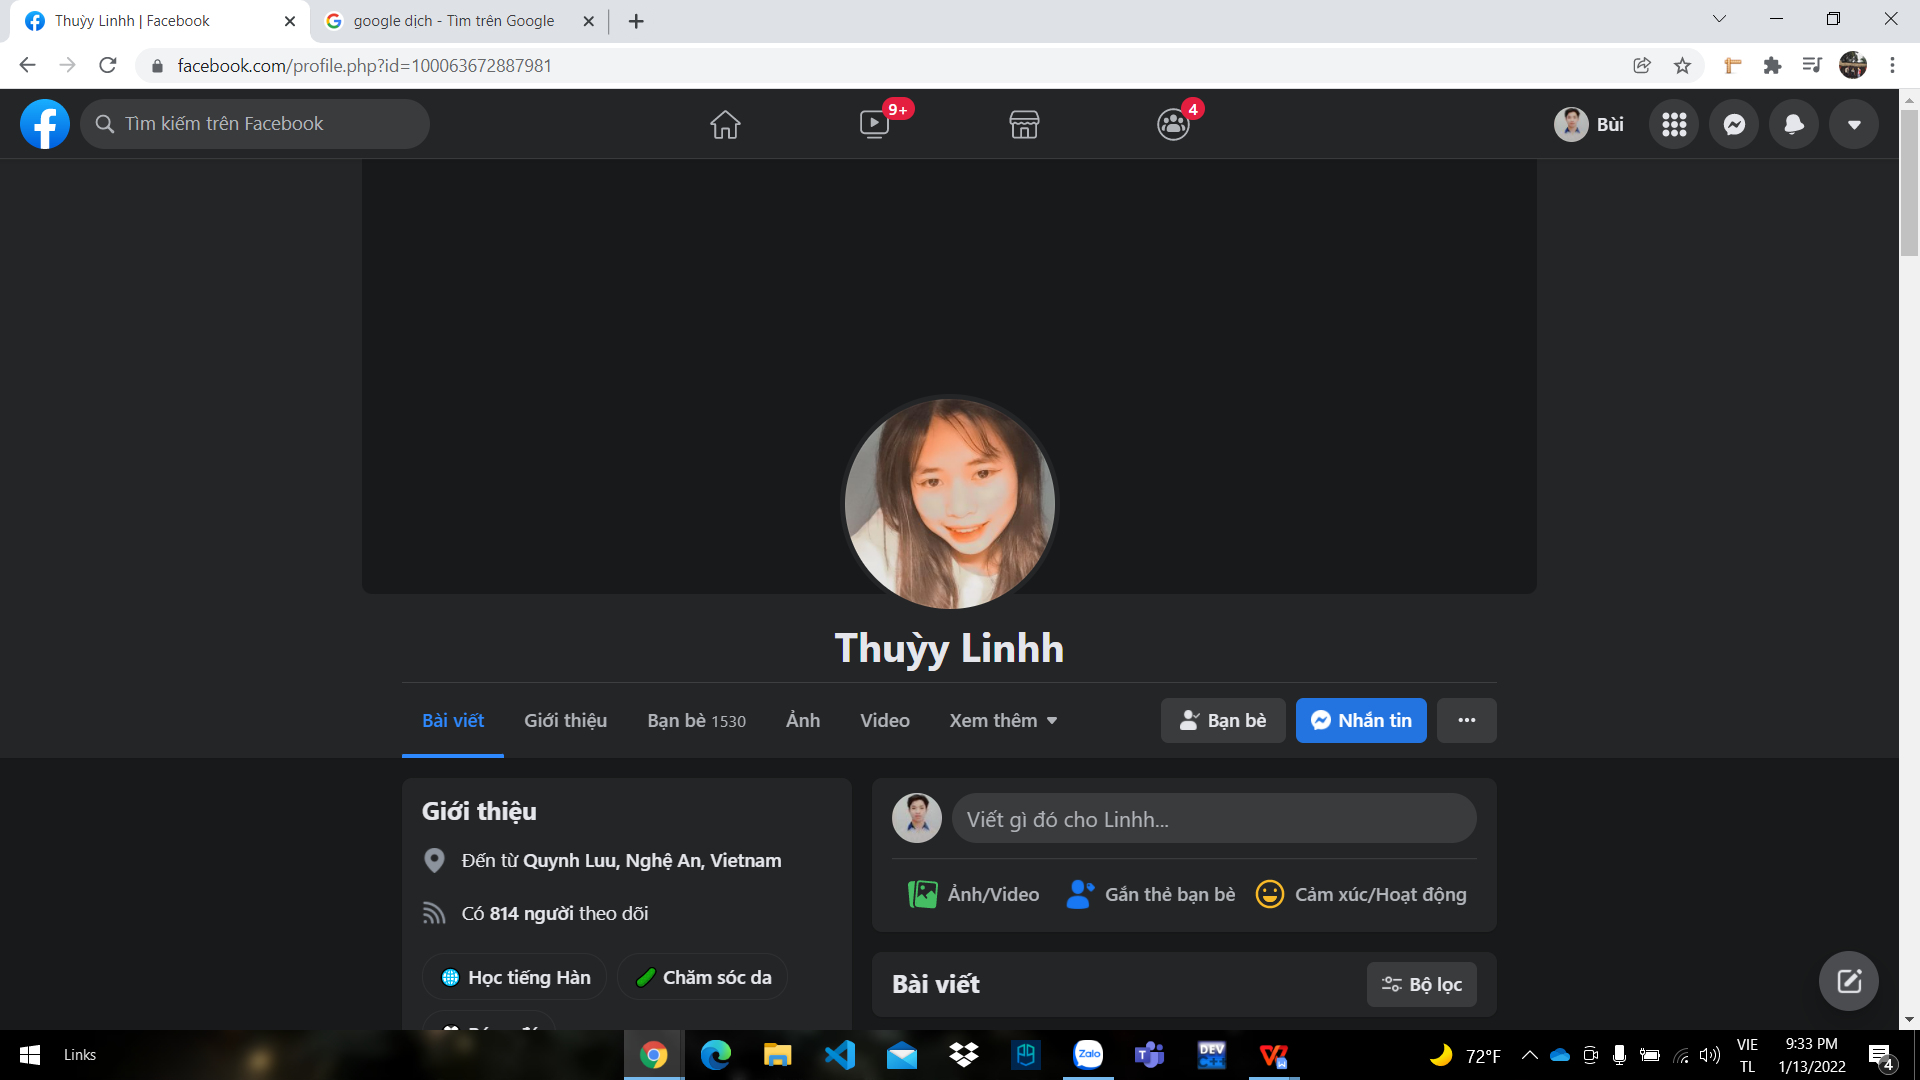 Thuỳy Linhh | Facebook
google dịch - Tìm trên Google
facebook.com/profile.php?id=100063672887981
Tìm kiếm trên Facebook
9+
4
Bùi
Thuỳy Linhh
Bài viết
Giới thiệu
Bạn bè 1530
Ảnh
Video
Xem thêm
Bạn bè
Nhắn tin
Giới thiệu
Đến từ Quynh Luu, Nghệ An, Vietnam
Có 814 người theo dõi
Học tiếng Hàn
Chăm sóc da
Viết gì đó cho Linhh...
Ảnh/Video
Gắn thẻ bạn bè
Cảm xúc/Hoạt động
Bài viết
Bộ lọc
Links
Zalo
DEV
C++
72°F
VIE
TL
9:33 PM
1/13/2022
4